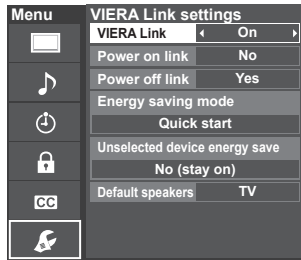 Menu
VIERA Link settings
VIERA Link On
Power on link No
Power off link Yes
Energy saving mode
Quick start
Unselected device energy save
No (stay on)
Default speakers TV
CC